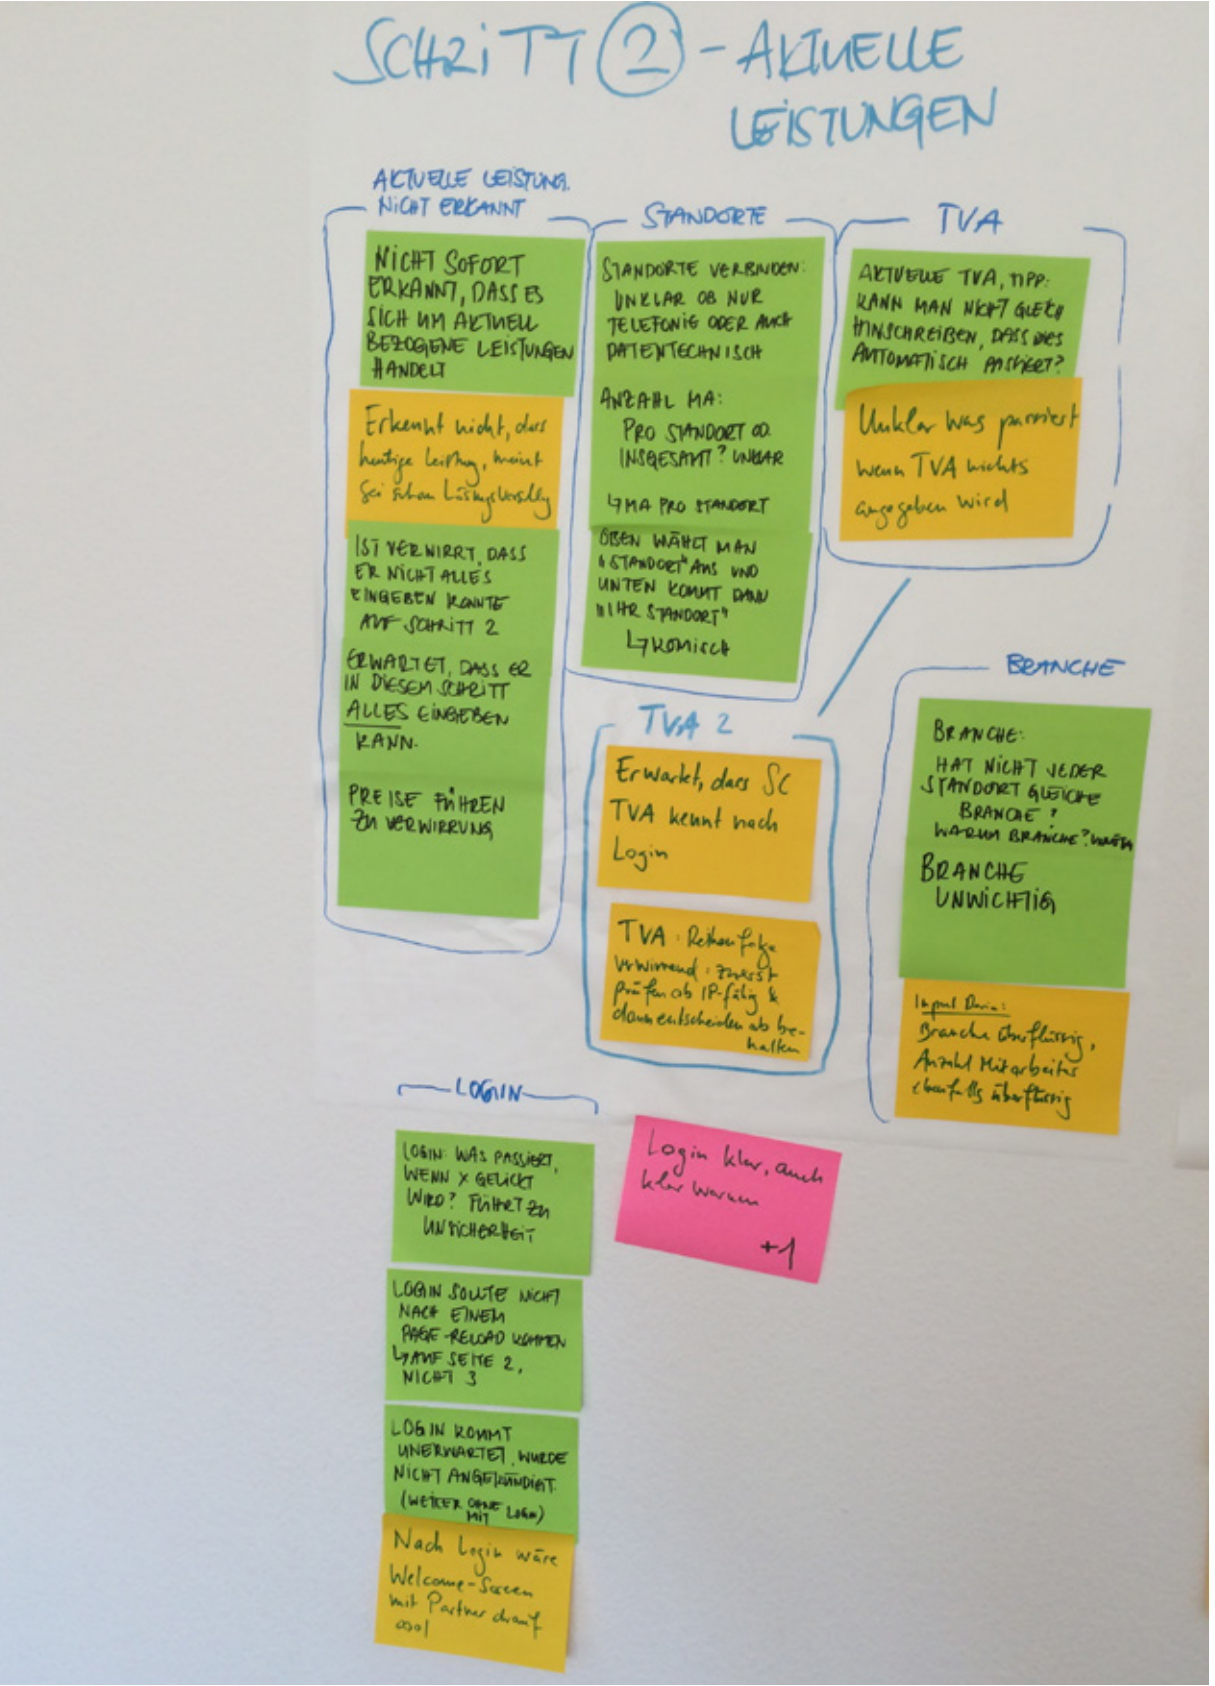 SCHRITT 2 - AKTUELLE
LEISTUNGEN
AKTUELLE LEISTUNG
NICHT ERKANNT
NICHT SOFORT
ERKANNT, DASS ES
SICH UM AKTUELL
BEZOGENE LEISTUNGEN
HANDELT
Erkennt nicht, dass
heutige Leistung, meint
sei schon Lösungsvorschlag
IST VERWIRRT, DASS
ER NICHT ALLES
EINGEBEN KONNTE
AUF SCHRITT 2
ERWARTET, DASS ER
IN DIESEM SCHRITT
ALLES EINGEBEN
KANN.
PREISE FÜHREN
ZU VERWIRRUNG
STANDORTE
STANDORTE VERBINDEN:
UNKLAR OB NUR
TELEFONIE ODER AUCH
DATENTECHNISCH
ANZAHL MA:
PRO STANDORT OD.
INSGESAMT? UNKLAR
↳ MA PRO STANDORT
OBEN WÄHLT MAN
"STANDORT" AUS UND
UNTEN KOMMT DANN
"IHR STANDORT"
↳ KOMISCH
TVA
AKTUELLE TVA, TIPP:
KANN MAN NICHT GLEICH
HINSCHREIBEN, DASS DIES
AUTOMATISCH PASSIERT?
Unklar was passiert
wenn TVA nichts
angegeben wird
TVA 2
Erwartet, dass SC
TVA kennt nach
Login
TVA: Reihenfolge
verwirrend: zuerst
prüfen ob IP-fähig &
dann entscheiden ob be-
halten
BRANCHE
BRANCHE:
HAT NICHT JEDER
STANDORT GLEICHE
BRANCHE?
WARUM BRANCHE?
BRANCHE
UNWICHTIG
Input
Branche überflüssig,
Anzahl Mitarbeiter
ebenfalls überflüssig
LOGIN
LOGIN: WAS PASSIERT,
WENN X GELICKT
WIRD? FÜHRT ZU
UNSICHERHEIT
LOGIN SOLLTE NICHT
NACH EINEM
PAGE-RELOAD KOMMEN
↳ AUF SEITE 2,
NICHT 3
LOGIN KOMMT
UNERWARTET, WURDE
NICHT ANGEKÜNDIGT
(WEITER OHNE LOGIN)
MIT
Nach Login wäre
Welcome-Screen
mit Partner drauf
cool
Login klar, auch
klar warum
+1